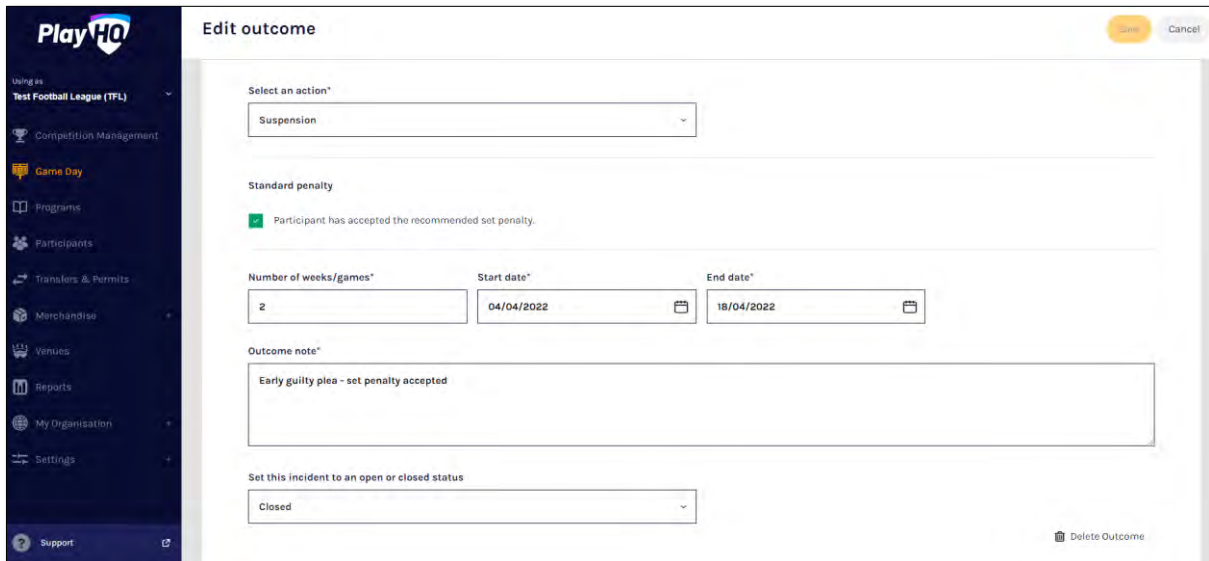 PlayHQ
Edit outcome
Save
Cancel
Using as
Test Football League (TFL)
Competition Management
Game Day
Programs
Participants
Transfers & Permits
Merchandise +
Venues
Reports
My Organisation +
Settings +
? Support
Select an action*
Suspension
Standard penalty
Participant has accepted the recommended set penalty.
Number of weeks/games* Start date* End date*
2 04/04/2022 18/04/2022
Outcome note*
Early guilty plea - set penalty accepted
Set this incident to an open or closed status
Closed
Delete Outcome